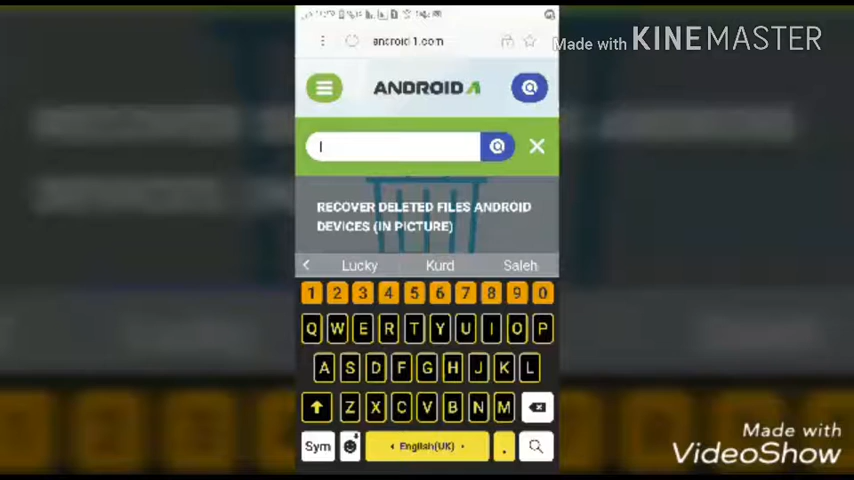 android-1.com
Made with KINEMASTER
ANDROID
RECOVER DELETED FILES ANDROID
DEVICES (IN PICTURE)
Lucky Kurd Saleh
1 2 3 4 5 6 7 8 9 0
Q W E R T Y U I O P
A S D F G H J K L
Z X C V B N M
Sym English(UK) .
Made with
VideoShow